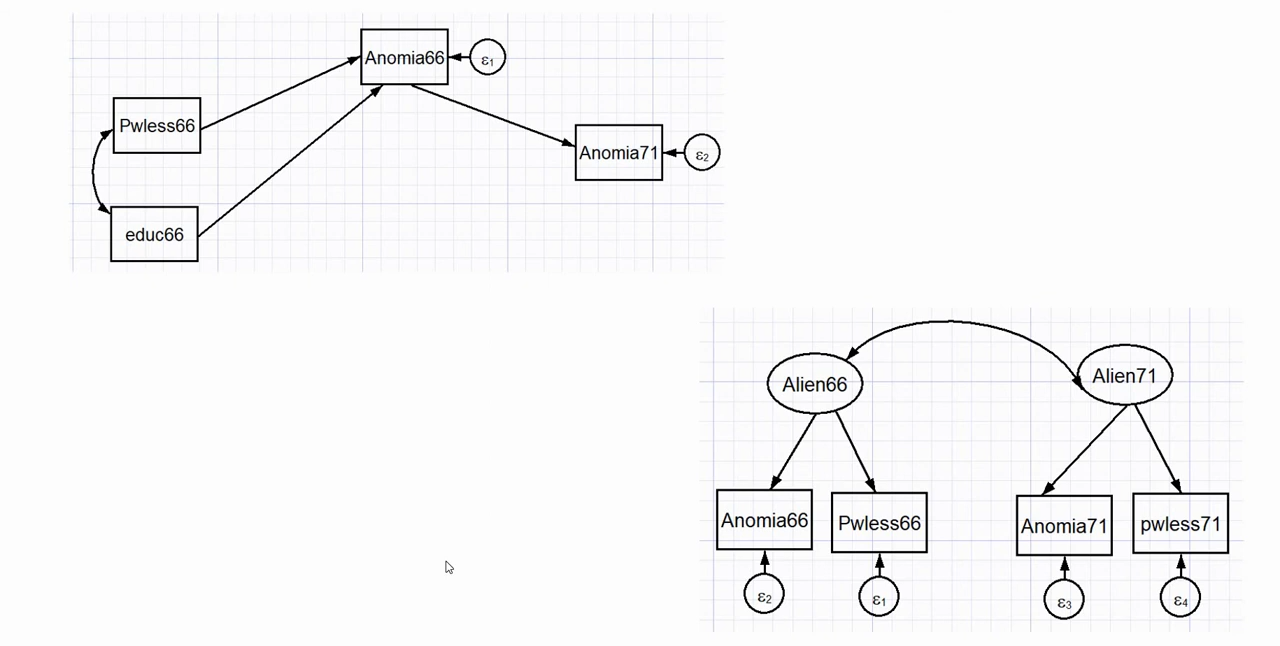 Anomia66
ε1
Pwless66
Anomia71
ε2
educ66
Alien66
Alien71
Anomia66
Pwless66
Anomia71
pwless71
ε2
ε1
ε3
ε4